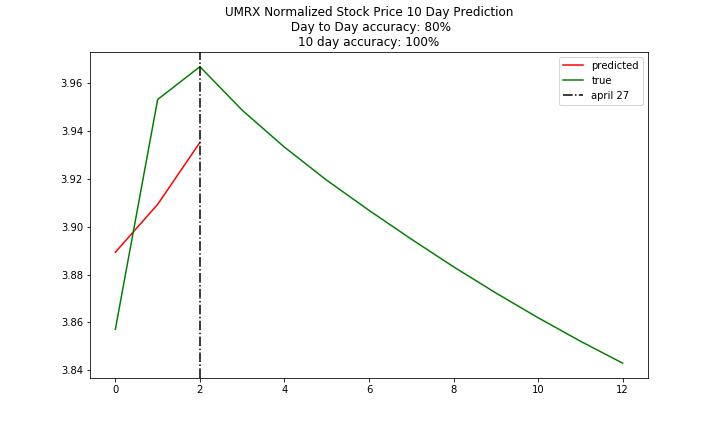 UMRX Normalized Stock Price 10 Day Prediction
Day to Day accuracy: 80%
10 day accuracy: 100%
predicted
true
april 27
3.96
3.94
3.92
3.90
3.88
3.86
3.84
0 2 4 6 8 10 12